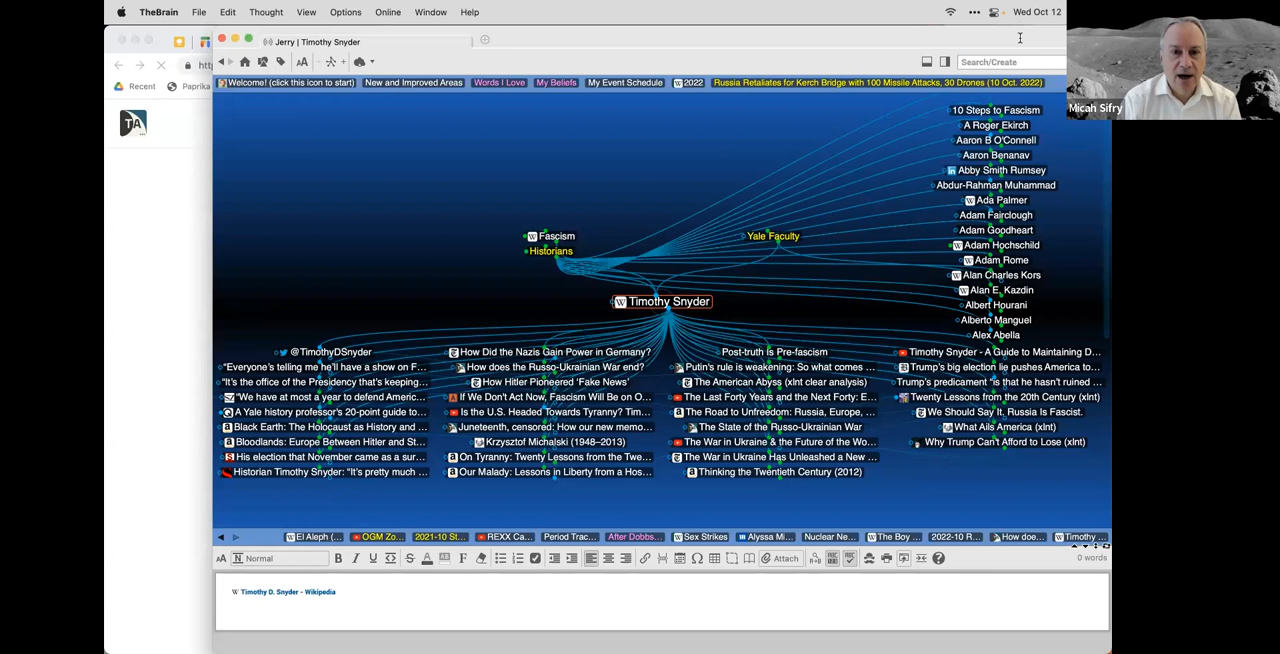 TheBrain File Edit Thought View Options Online Window Help Wed Oct 12
Jerry | Timothy Snyder
Recent Paprika
AA Search/Create
Welcome! (click this icon to start) New and Improved Areas Words I Love My Beliefs My Event Schedule 2022 Russia Retaliates for Kerch Bridge with 100 Missile Attacks, 30 Drones (10 Oct. 2022)
Micah Sifry
TA
10 Steps to Fascism
A Roger Ekirch
Aaron B O'Connell
Aaron Benanav
Abby Smith Rumsey
Abdur-Rahman Muhammad
Ada Palmer
Adam Fairclough
Adam Goodheart
Adam Hochschild
Adam Rome
Alan Charles Kors
Alan E. Kazdin
Albert Hourani
Alberto Manguel
Alex Abella
Fascism
Historians
Yale Faculty
Timothy Snyder
@TimothyDSnyder
"Everyone's telling me he'll have a show on F...
"It's the office of the Presidency that's keeping...
"We have at most a year to defend Americ...
A Yale history professor's 20-point guide to...
Black Earth: The Holocaust as History and ...
Bloodlands: Europe Between Hitler and St...
His election that November came as a sur...
Historian Timothy Snyder: "It's pretty much ...
How Did the Nazis Gain Power in Germany?
How does the Russo-Ukrainian War end?
How Hitler Pioneered 'Fake News'
If We Don't Act Now, Fascism Will Be on O...
Is the U.S. Headed Towards Tyranny? Tim...
Juneteenth, censored: How our new memo...
Krzysztof Michalski (1948–2013)
On Tyranny: Twenty Lessons from the Twe...
Our Malady: Lessons in Liberty from a Hos...
Post-truth Is Pre-fascism
Putin's rule is weakening: So what comes ...
The American Abyss (xlnt clear analysis)
The Last Forty Years and the Next Forty: E...
The Road to Unfreedom: Russia, Europe, ...
The State of the Russo-Ukrainian War
The War in Ukraine & the Future of the Wo...
The War in Ukraine Has Unleashed a New ...
Thinking the Twentieth Century (2012)
Timothy Snyder - A Guide to Maintaining D...
Trump's big election lie pushes America to...
Trump's predicament "is that he hasn't ruined ...
Twenty Lessons from the 20th Century (xlnt)
We Should Say It. Russia Is Fascist.
What Ails America (xlnt)
Why Trump Can't Afford to Lose (xlnt)
El Aleph (... OGM Zo... 2021-10 St... REXX Ca... Period Trac... After Dobbs... Sex Strikes Alyssa Mi... Nuclear Ne... The Boy ... 2022-10 R... How doe... Timothy ...
AA Normal B I U Attach 0 words
Timothy D. Snyder - Wikipedia